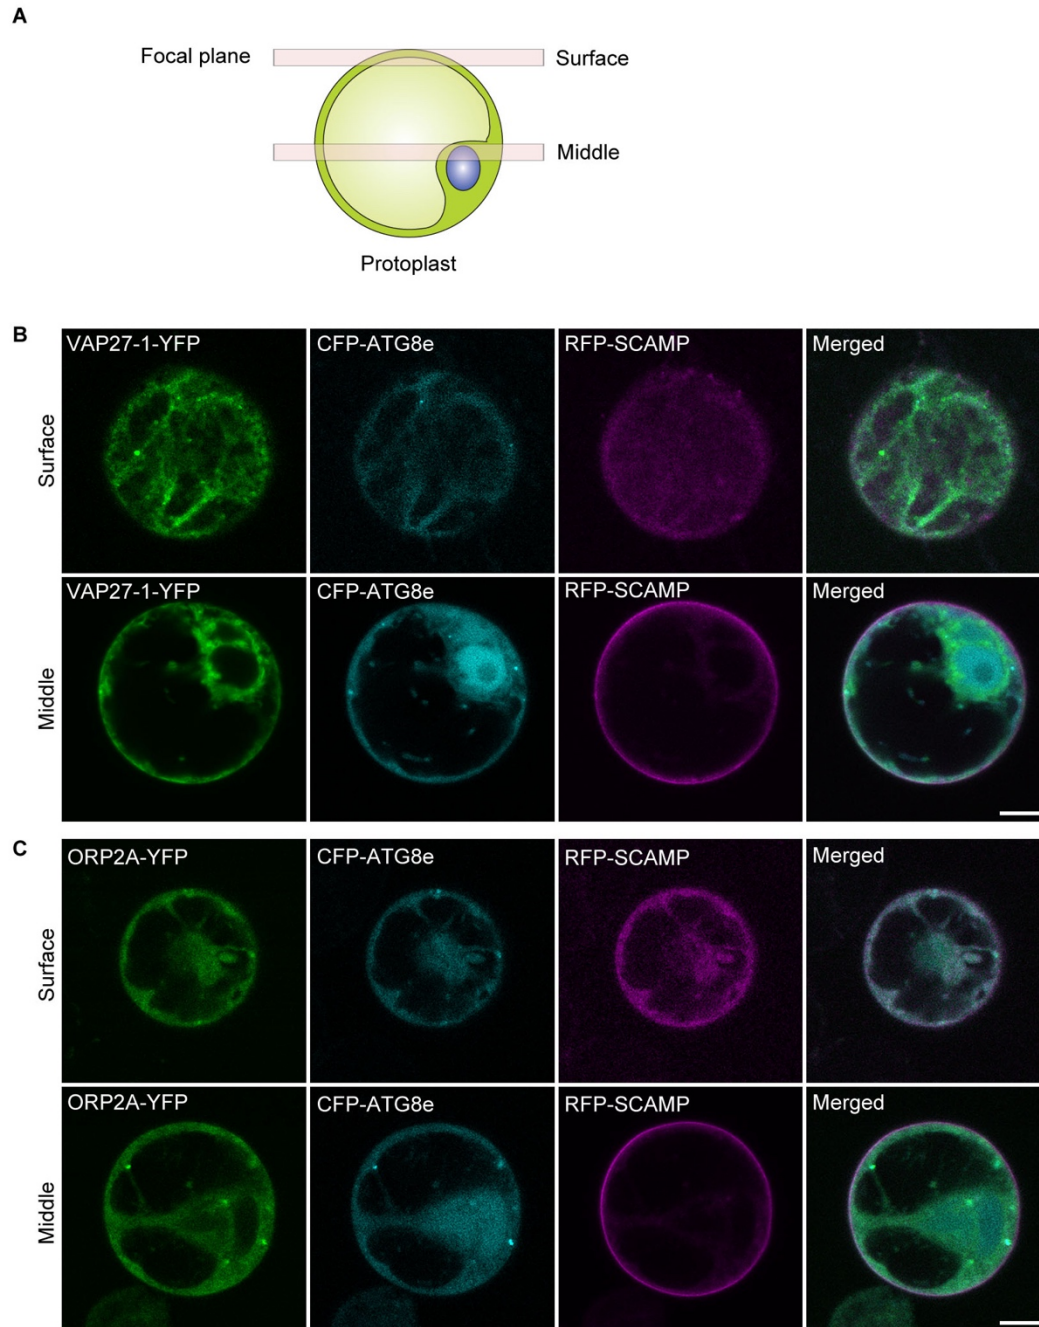 A
Focal plane
Surface
Middle
Protoplast
B
VAP27-1-YFP
CFP-ATG8e
RFP-SCAMP
Merged
Surface
VAP27-1-YFP
CFP-ATG8e
RFP-SCAMP
Merged
Middle
C
ORP2A-YFP
CFP-ATG8e
RFP-SCAMP
Merged
Surface
ORP2A-YFP
CFP-ATG8e
RFP-SCAMP
Merged
Middle